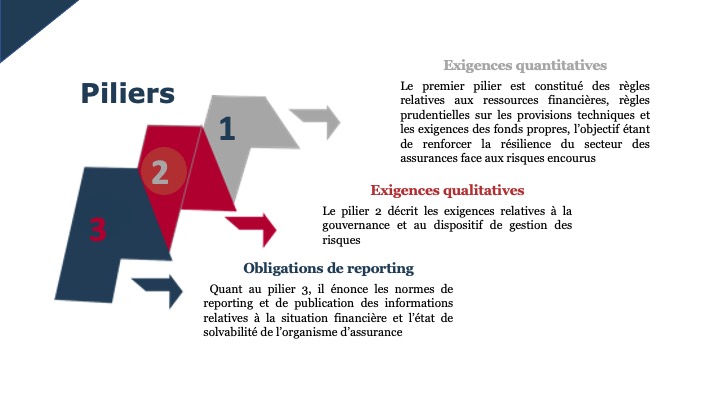 Piliers
1
2
3
Exigences quantitatives
Le premier pilier est constitué des règles
relatives aux ressources financières, règles
prudentielles sur les provisions techniques et
les exigences des fonds propres, l’objectif étant
de renforcer la résilience du secteur des
assurances face aux risques encourus
Exigences qualitatives
Le pilier 2 décrit les exigences relatives à la
gouvernance et au dispositif de gestion des
risques
Obligations de reporting
Quant au pilier 3, il énonce les normes de
reporting et de publication des informations
relatives à la situation financière et l’état de
solvabilité de l’organisme d’assurance